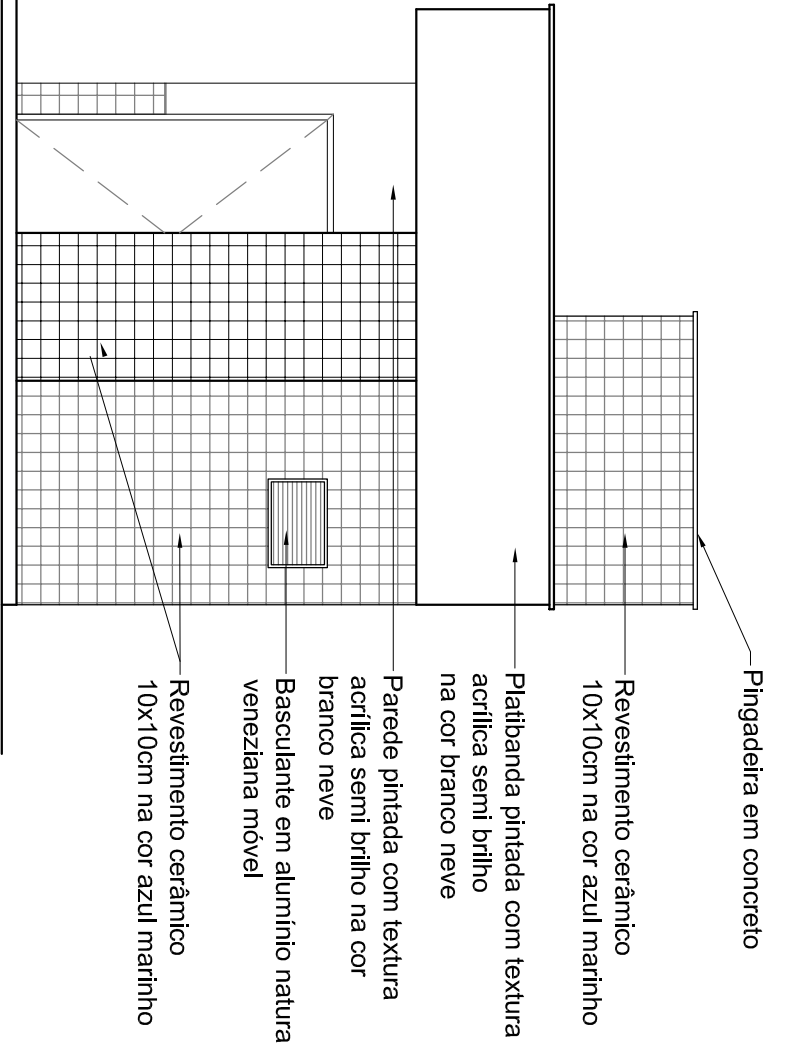 Pingadeira em concreto
Revestimento cerâmico
10x10cm na cor azul marinho
Platibanda pintada com textura
acrílica semi brilho
na cor branco neve
Parede pintada com textura
acrílica semi brilho na cor
branco neve
Basculante em alumínio natura
veneziana móvel
Revestimento cerâmico
10x10cm na cor azul marinho